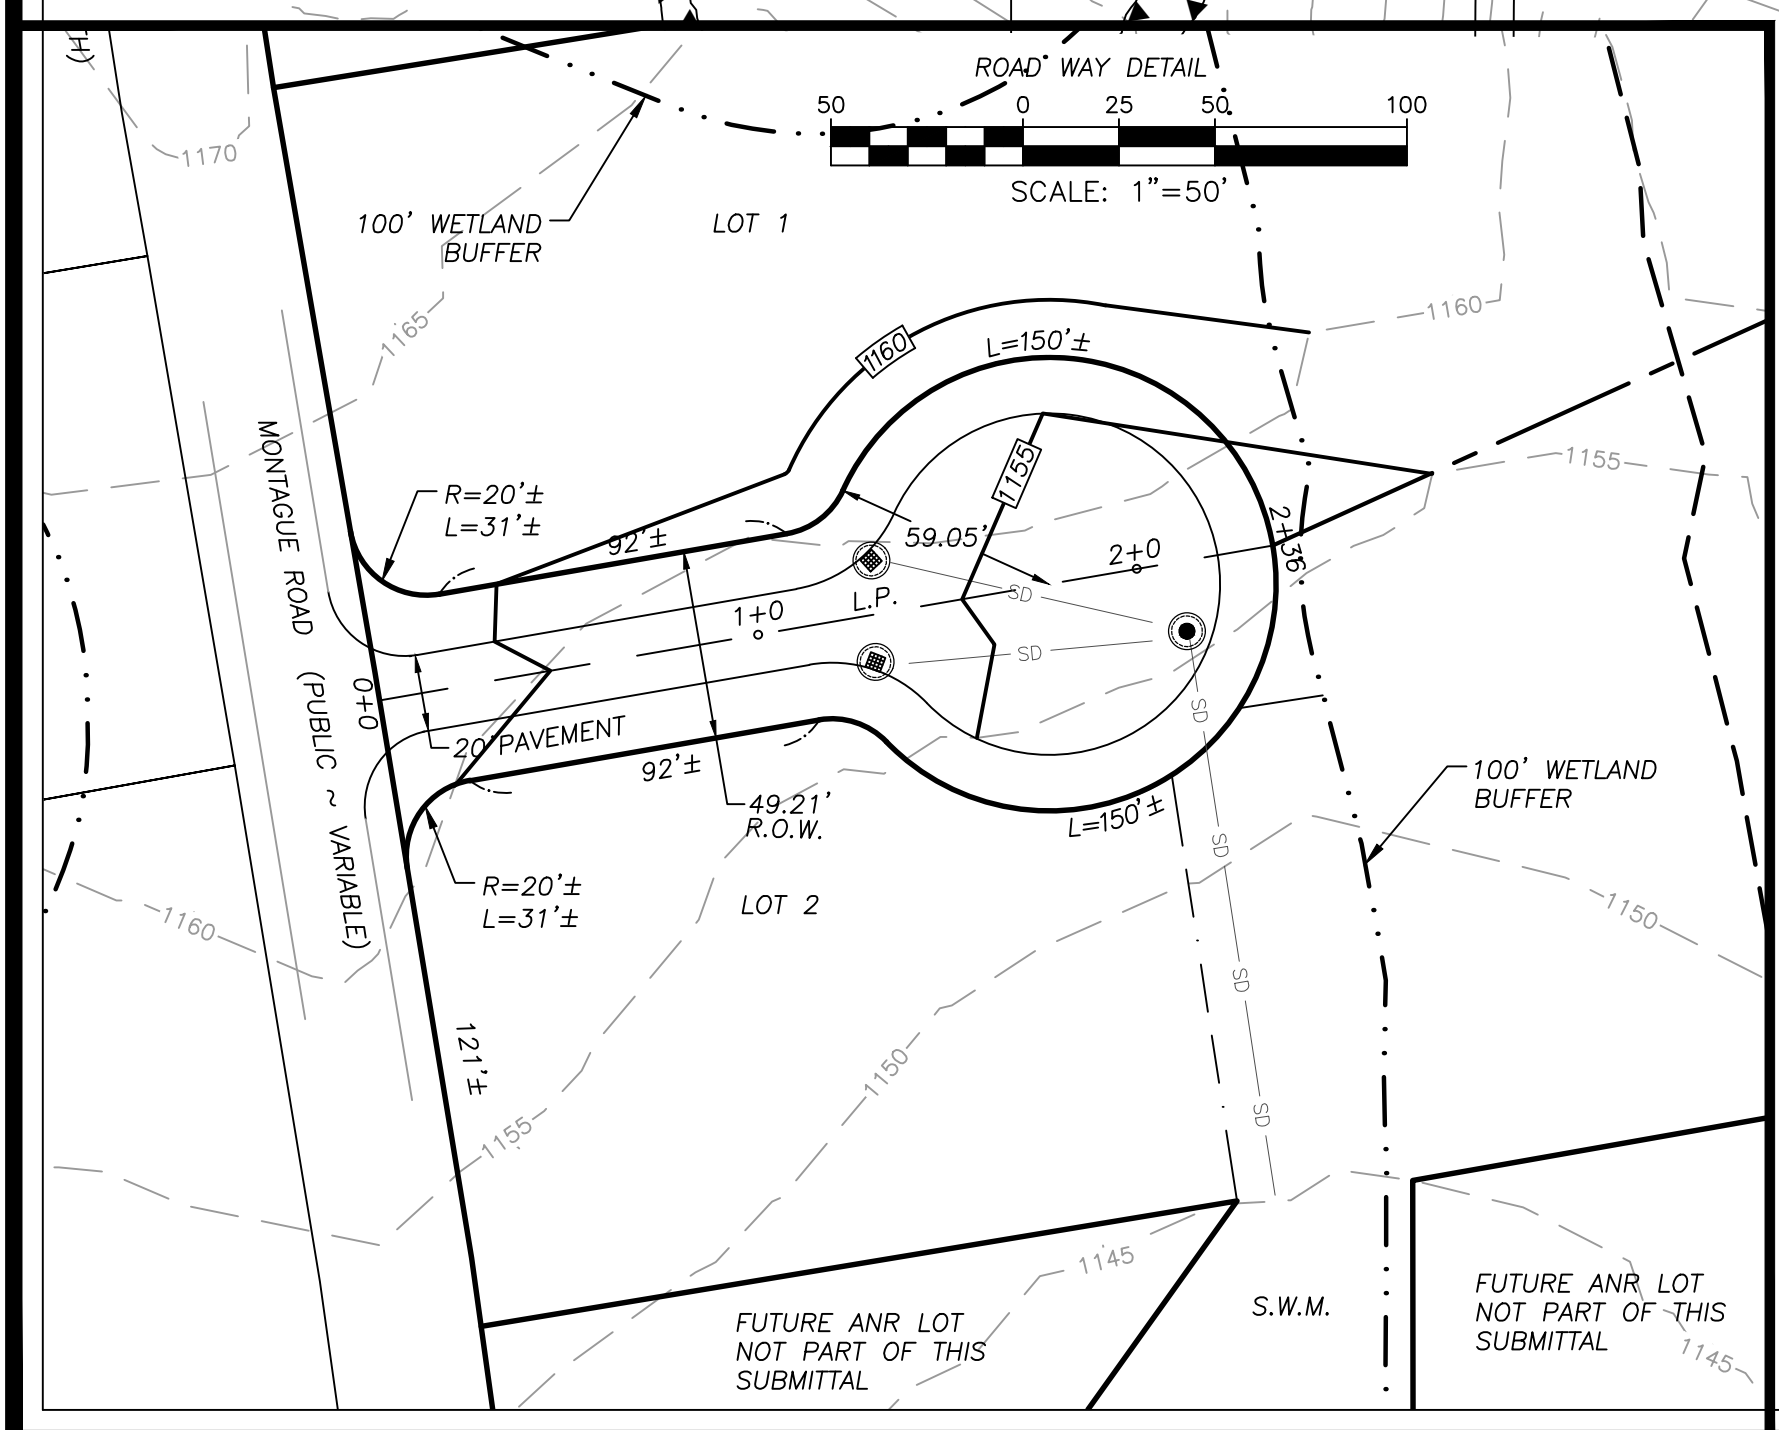 H)
ROAD WAY DETAIL
50 0 25 50 100
SCALE: 1"=50'
1170
100' WETLAND
BUFFER
LOT 1
1165
1160
1160
L=150'±
MONTAGUE ROAD (PUBLIC ~ VARIABLE)
R=20'±
L=31'±
92'±
59.05'
1155
1155
2+0
2+36
L.P.
1+0
SD
SD
SD
0+0
20' PAVEMENT
92'±
49.21'
R.O.W.
L=150'±
100' WETLAND
BUFFER
SD
R=20'±
L=31'±
LOT 2
1160
1150
SD
121'±
1150
SD
1155
1145
FUTURE ANR LOT
NOT PART OF THIS
SUBMITTAL
S.W.M.
FUTURE ANR LOT
NOT PART OF THIS
SUBMITTAL
1145